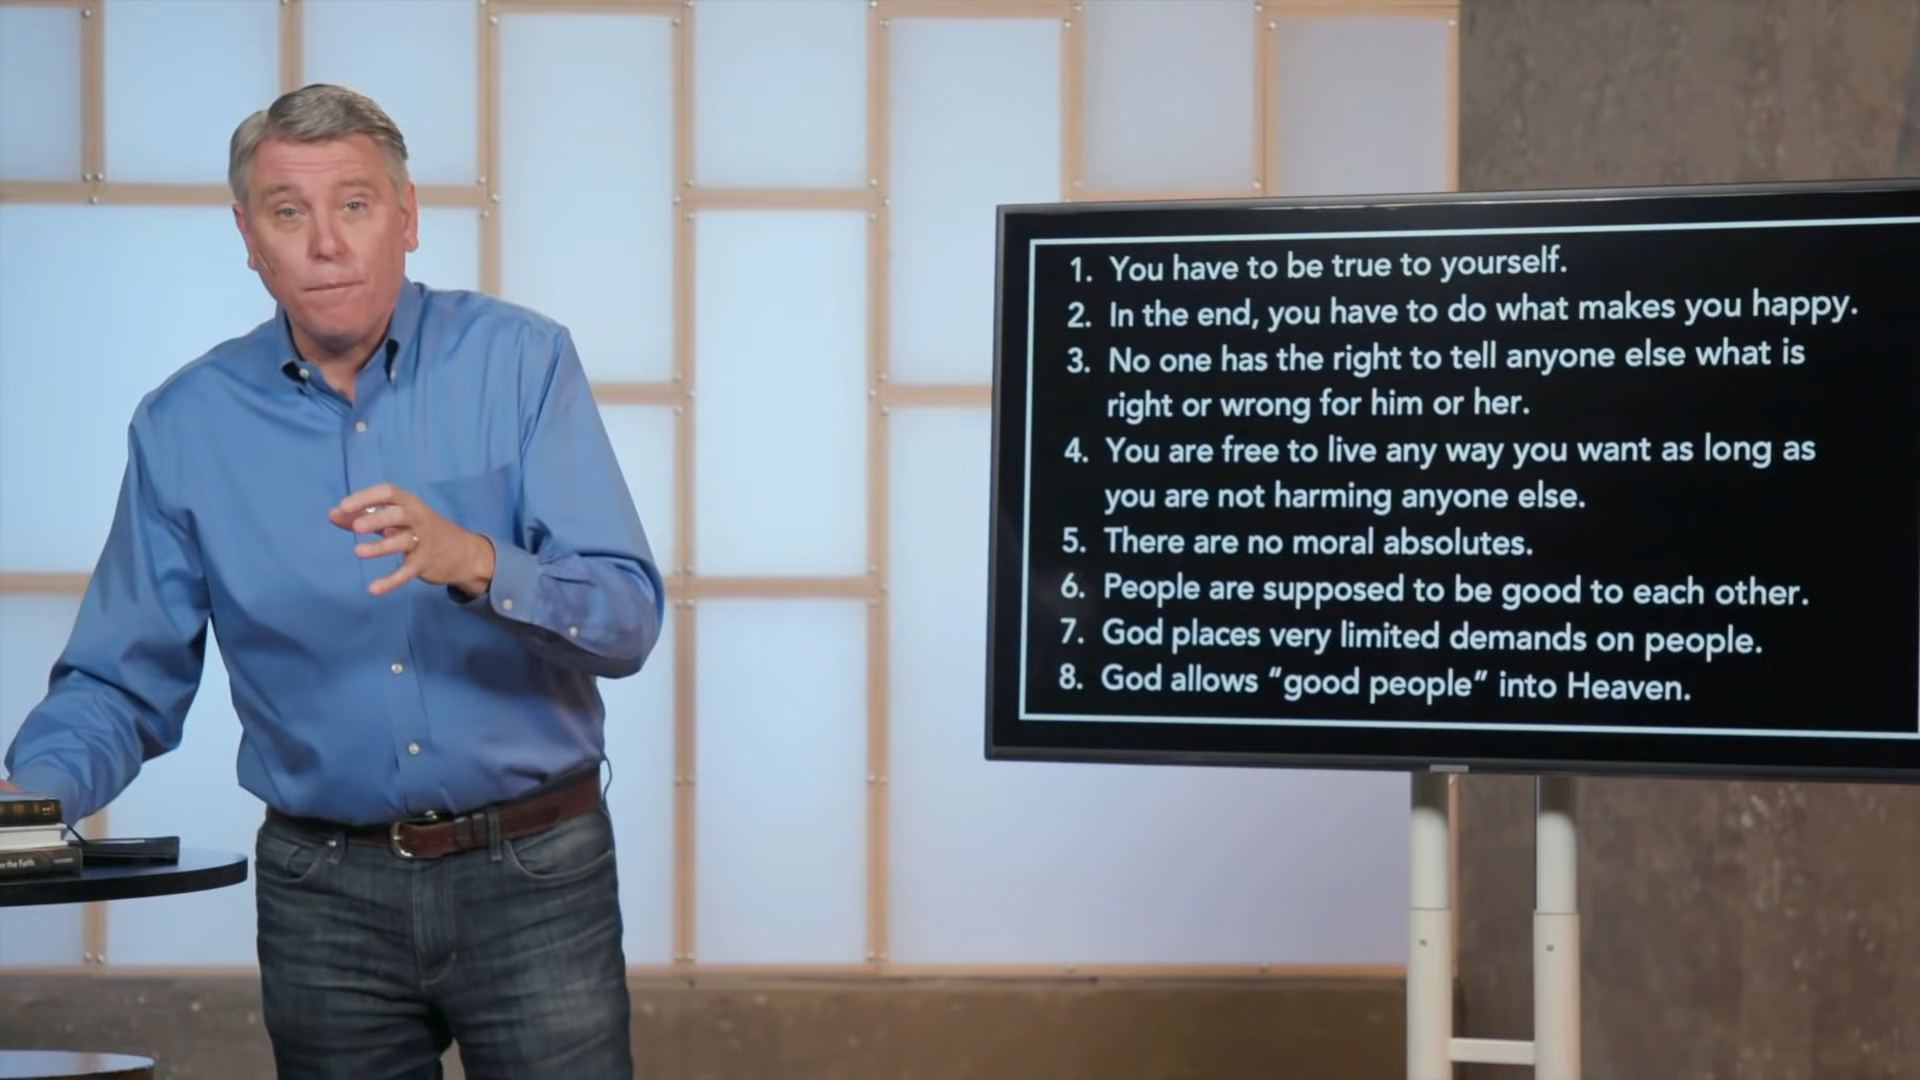 1. You have to be true to yourself.
2. In the end, you have to do what makes you happy.
3. No one has the right to tell anyone else what is
right or wrong for him or her.
4. You are free to live any way you want as long as
you are not harming anyone else.
5. There are no moral absolutes.
6. People are supposed to be good to each other.
7. God places very limited demands on people.
8. God allows “good people” into Heaven.
the Faith